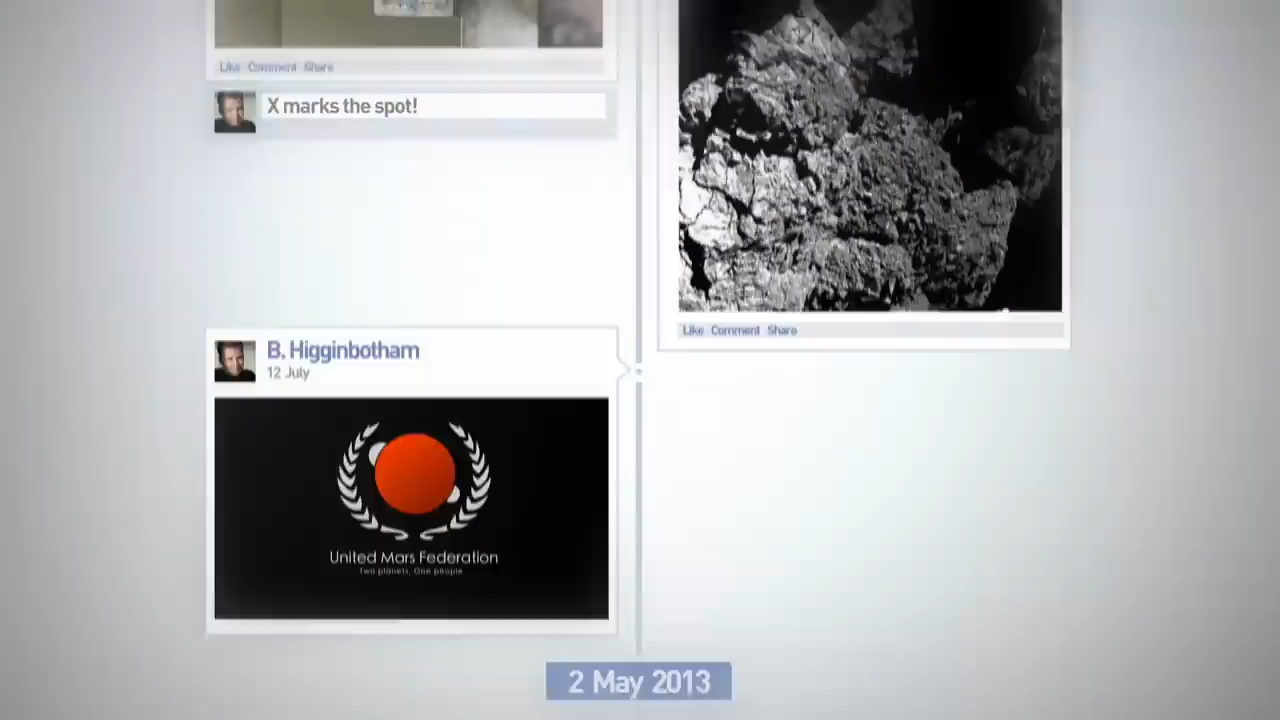 Like Comment Share
X marks the spot!
Like Comment Share
B. Higginbotham
12 July
United Mars Federation
Two planets, One people
2 May 2013